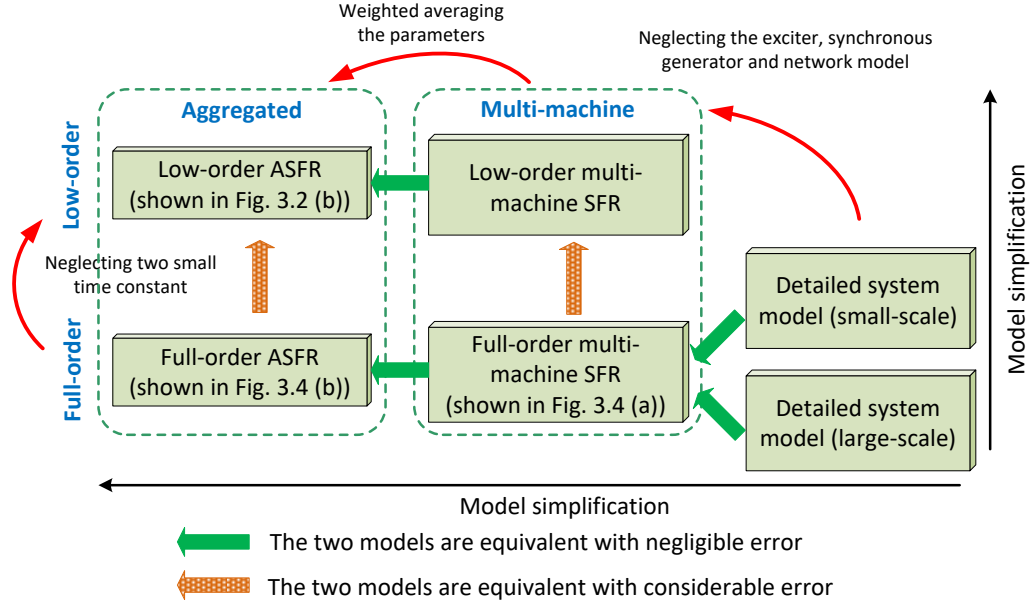 Weighted averaging
the parameters
Neglecting the exciter, synchronous
generator and network model
Aggregated
Multi-machine
Low-order
Low-order ASFR
(shown in Fig. 3.2 (b))
Low-order multi-
machine SFR
Neglecting two small
time constant
Detailed system
model (small-scale)
Model simplification
Full-order
Full-order ASFR
(shown in Fig. 3.4 (b))
Full-order multi-
machine SFR
(shown in Fig. 3.4 (a))
Detailed system
model (large-scale)
Model simplification
The two models are equivalent with negligible error
The two models are equivalent with considerable error